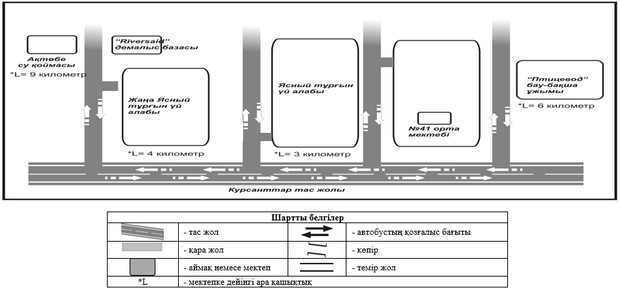 Ақтөбе
су қоймасы
*L= 9 километр
"Riversaid"
демалыс базасы
Жаңа Ясный
тұрғын үй
алабы
*L= 4 километр
Ясный тұрғын
үй алабы
*L= 3 километр
№41 орта
мектебі
"Птицевод"
бау-бақша
ұжымы
*L= 6 километр
Курсанттар тас жолы
Шартты белгілер
- тас жол
- автобустың қозғалыс бағыты
- қара жол
- көпір
- аймақ немесе мектеп
- темір жол
*L
- мектепке дейінгі ара қашықтық